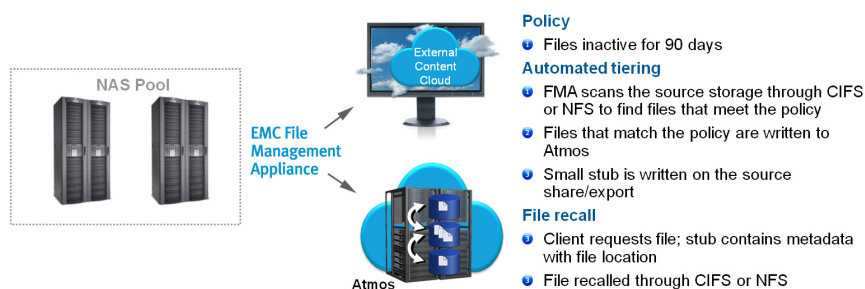 NAS Pool
EMC File
Management
Appliance
External
Content
Cloud
Atmos
Policy
1 Files inactive for 90 days
Automated tiering
1 FMA scans the source storage through CIFS
or NFS to find files that meet the policy
2 Files that match the policy are written to
Atmos
3 Small stub is written on the source
share/export
File recall
3 Client requests file; stub contains metadata
with file location
3 File recalled through CIFS or NFS